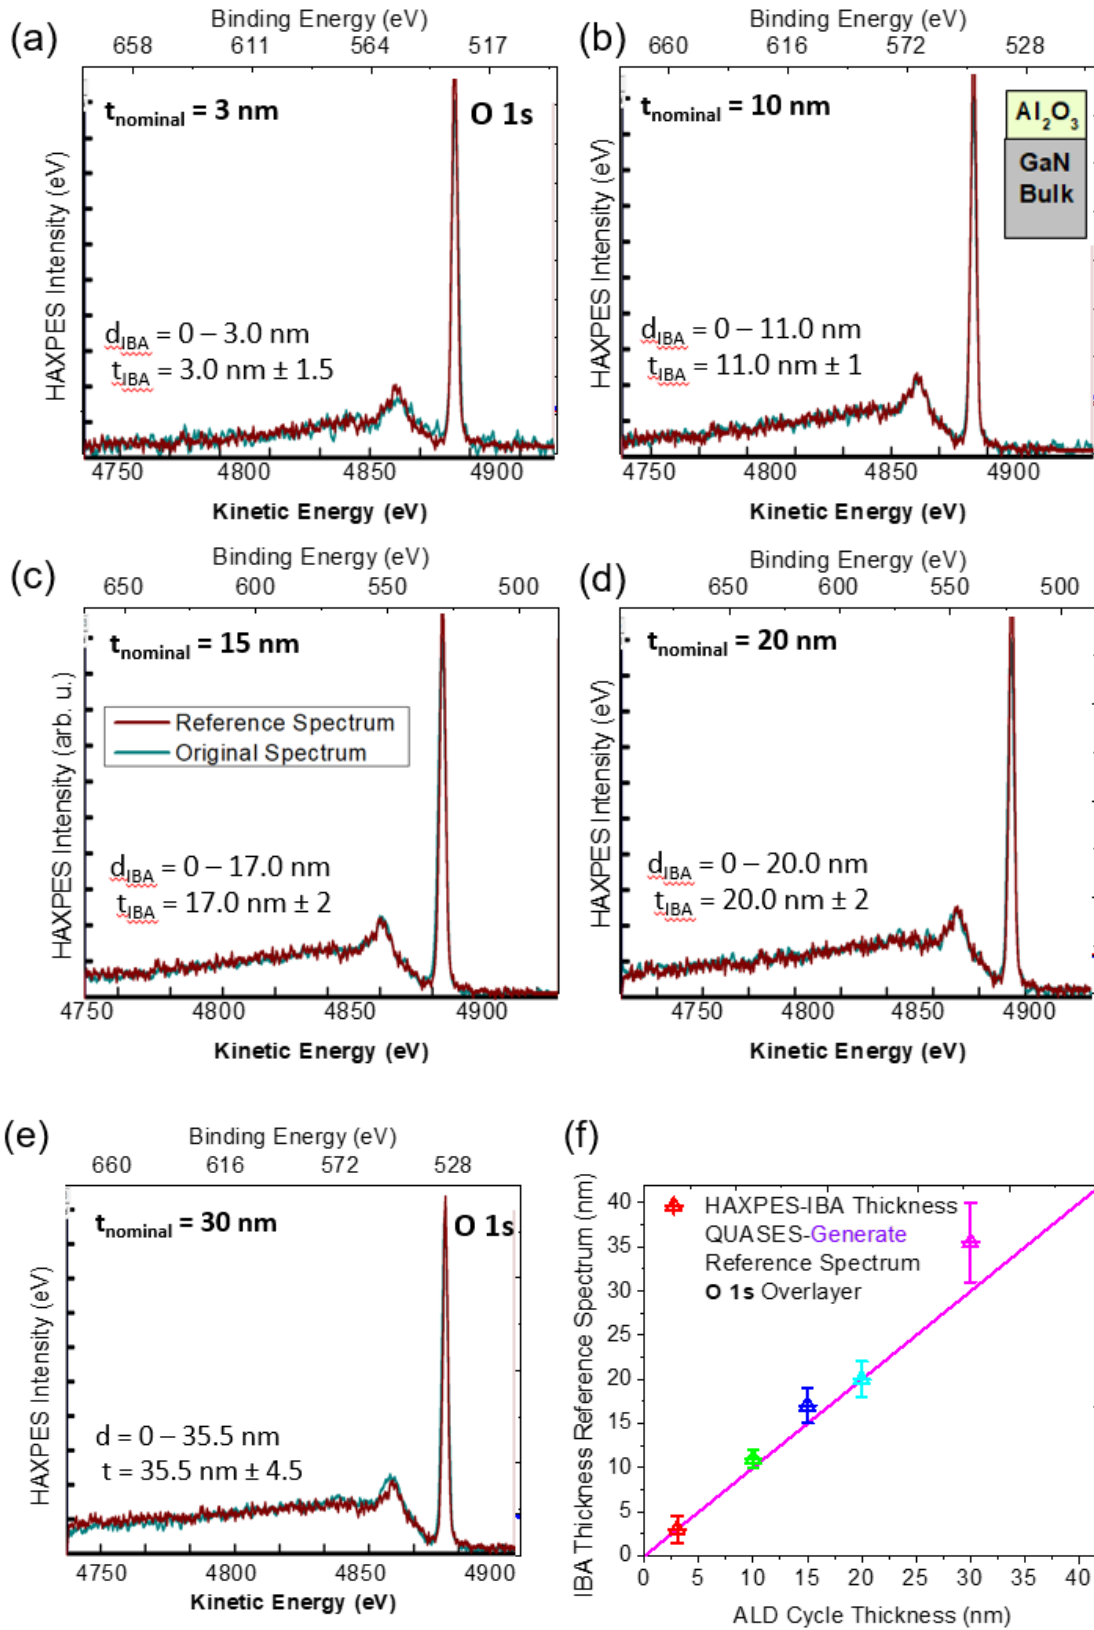 (a)
Binding Energy (eV)
658 611 564 517
t_nominal = 3 nm
O 1s
HAXPES Intensity (eV)
d_IBA = 0 – 3.0 nm
t_IBA = 3.0 nm ± 1.5
4750 4800 4850 4900
Kinetic Energy (eV)
(b)
Binding Energy (eV)
660 616 572 528
t_nominal = 10 nm
Al₂O₃
GaN
Bulk
HAXPES Intensity (eV)
d_IBA = 0 – 11.0 nm
t_IBA = 11.0 nm ± 1
4750 4800 4850 4900
Kinetic Energy (eV)
(c)
Binding Energy (eV)
650 600 550 500
t_nominal = 15 nm
HAXPES Intensity (arb. u.)
Reference Spectrum
Original Spectrum
d_IBA = 0 – 17.0 nm
t_IBA = 17.0 nm ± 2
4750 4800 4850 4900
Kinetic Energy (eV)
(d)
Binding Energy (eV)
650 600 550 500
t_nominal = 20 nm
HAXPES Intensity (eV)
d_IBA = 0 – 20.0 nm
t_IBA = 20.0 nm ± 2
4750 4800 4850 4900
Kinetic Energy (eV)
(e)
Binding Energy (eV)
660 616 572 528
t_nominal = 30 nm
O 1s
HAXPES Intensity (eV)
d = 0 – 35.5 nm
t = 35.5 nm ± 4.5
4750 4800 4850 4900
Kinetic Energy (eV)
(f)
IBA Thickness Reference Spectrum (nm)
40
35
30
25
20
15
10
5
0
HAXPES-IBA Thickness
QUASES-Generate
Reference Spectrum
O 1s Overlayer
0 5 10 15 20 25 30 35 40
ALD Cycle Thickness (nm)